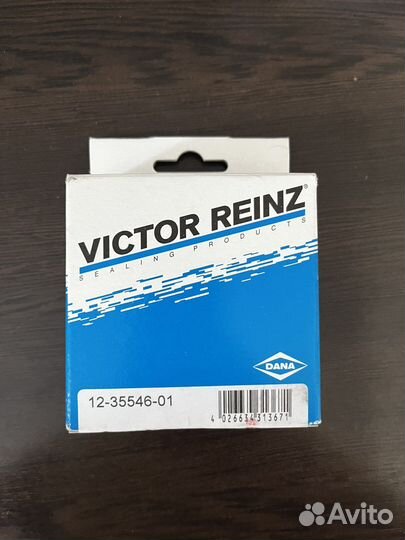 VICTOR REINZ®
SEALING PRODUCTS
DANA
12-35546-01
4 026634 313671
Avito